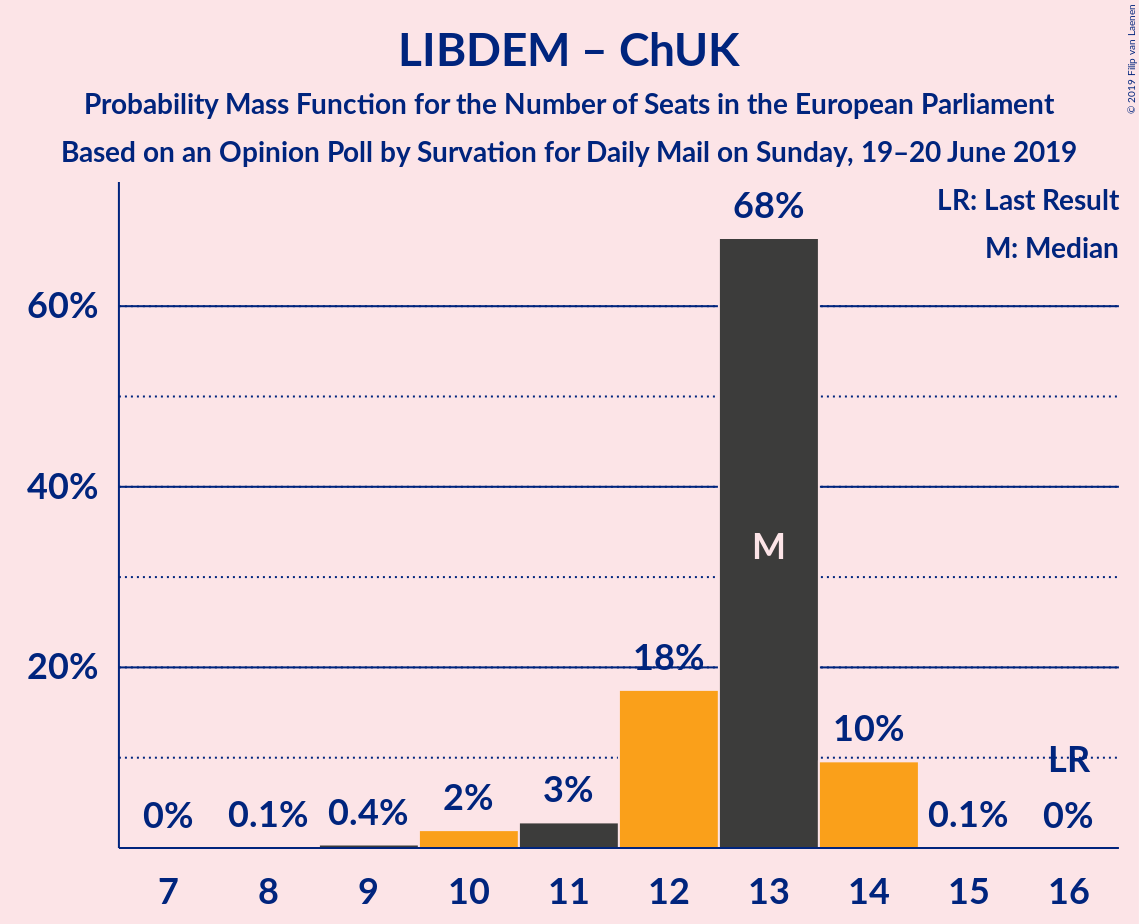 LIBDEM – ChUK
Probability Mass Function for the Number of Seats in the European Parliament
Based on an Opinion Poll by Survation for Daily Mail on Sunday, 19–20 June 2019
© 2019 Filip van Laenen
LR: Last Result
M: Median
60%
40%
20%
0%
0.1%
0.4%
2%
3%
18%
68%
M
10%
0.1%
LR
0%
7 8 9 10 11 12 13 14 15 16